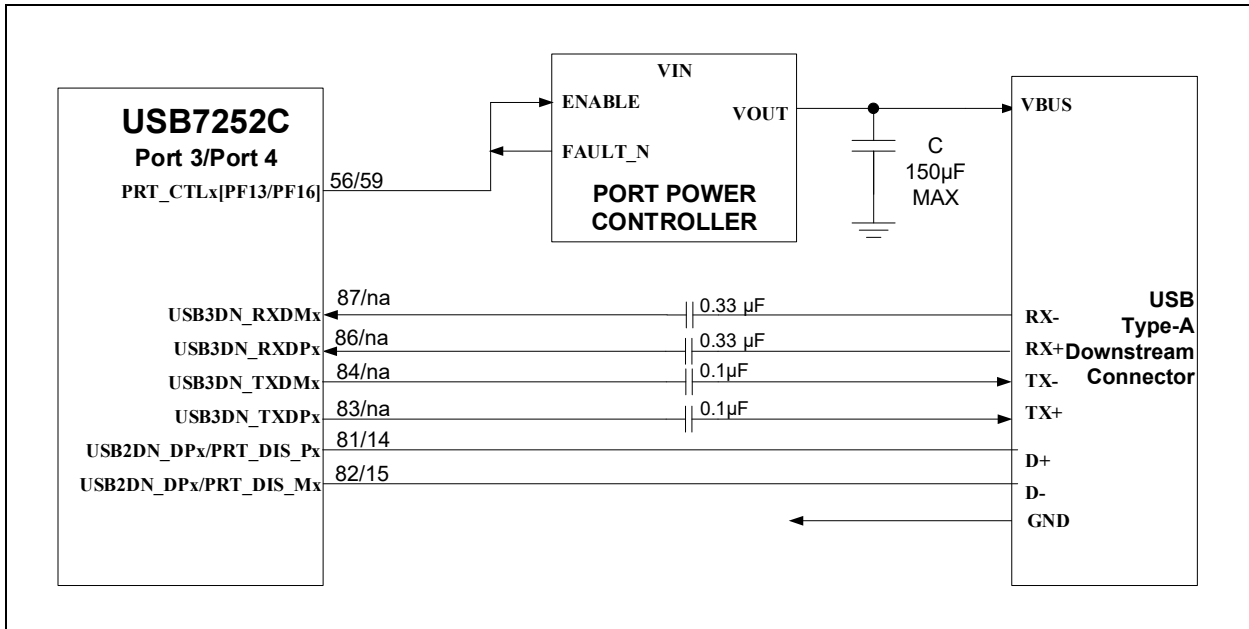 USB7252C
Port 3/Port 4
PRT_CTLx[PF13/PF16]
56/59
VIN
ENABLE
VOUT
FAULT_N
PORT POWER
CONTROLLER
C
150µF
MAX
VBUS
87/na
USB3DN_RXDMx
0.33 µF
RX-
86/na
USB3DN_RXDPx
0.33 µF
RX+
84/na
USB3DN_TXDMx
0.1µF
TX-
83/na
USB3DN_TXDPx
0.1µF
TX+
81/14
USB2DN_DPx/PRT_DIS_Px
D+
82/15
USB2DN_DPx/PRT_DIS_Mx
D-
GND
USB
Type-A
Downstream
Connector